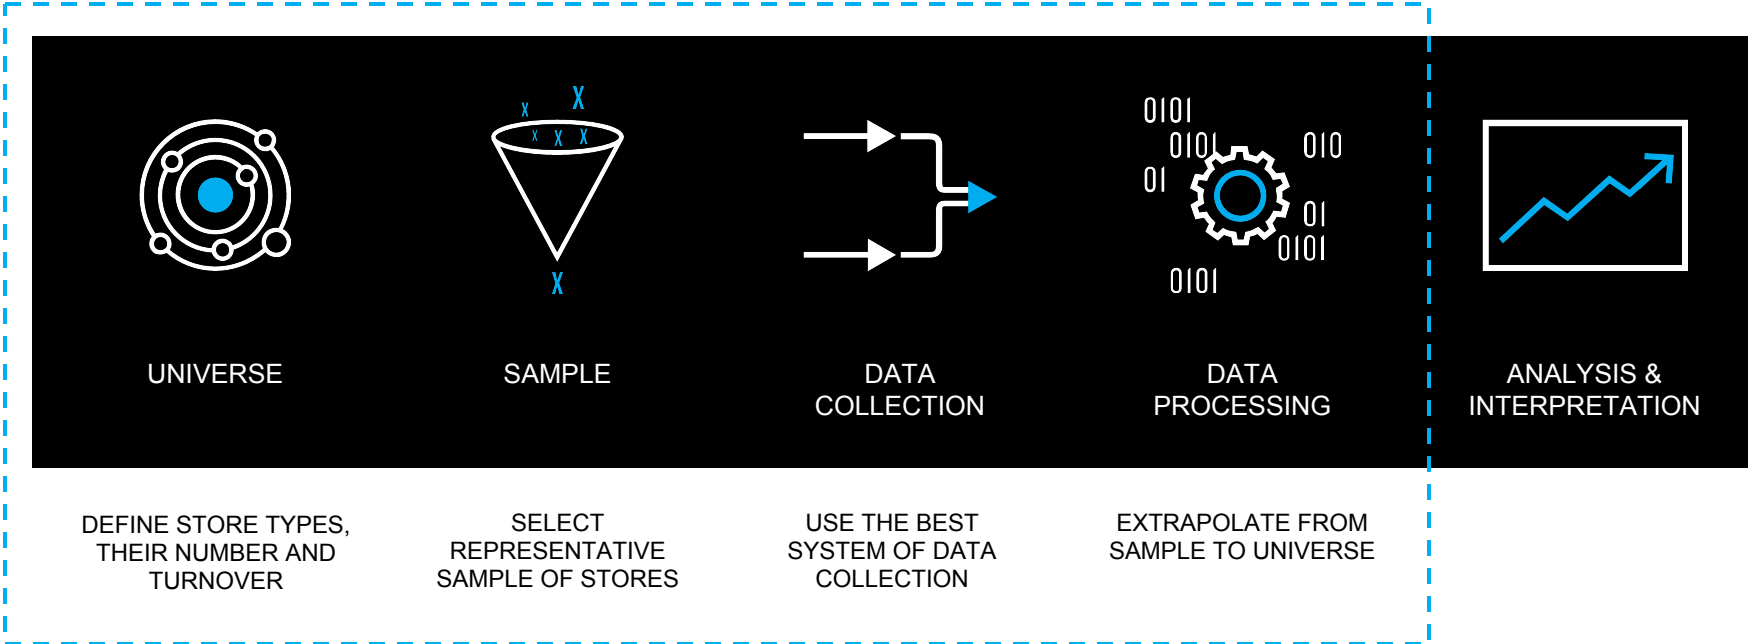 X
X
X X X
X
0101
0101
010
01
01
0101
0101
UNIVERSE
SAMPLE
DATA
COLLECTION
DATA
PROCESSING
ANALYSIS &
INTERPRETATION
DEFINE STORE TYPES,
THEIR NUMBER AND
TURNOVER
SELECT
REPRESENTATIVE
SAMPLE OF STORES
USE THE BEST
SYSTEM OF DATA
COLLECTION
EXTRAPOLATE FROM
SAMPLE TO UNIVERSE